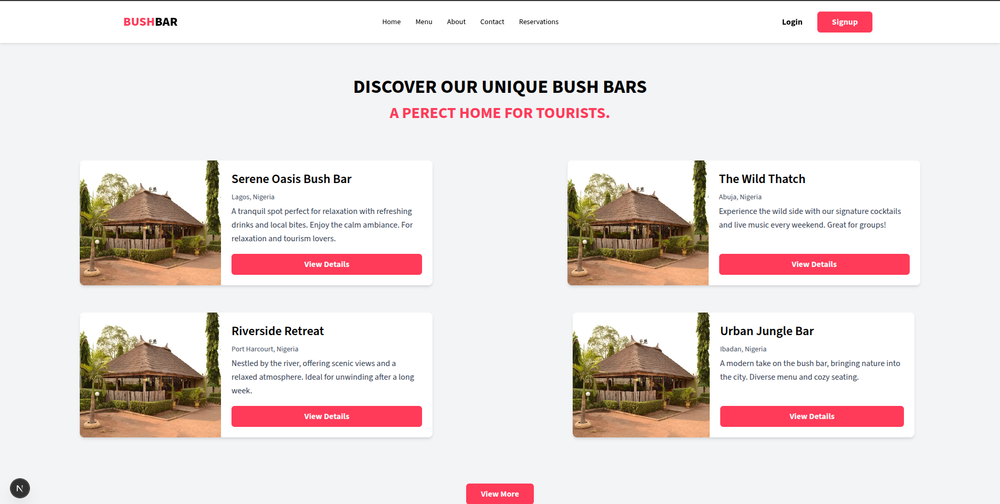 BUSHBAR
Home Menu About Contact Reservations
Login Signup
DISCOVER OUR UNIQUE BUSH BARS
A PERECT HOME FOR TOURISTS.
Serene Oasis Bush Bar
Lagos, Nigeria
A tranquil spot perfect for relaxation with refreshing
drinks and local bites. Enjoy the calm ambiance. For
relaxation and tourism lovers.
View Details
The Wild Thatch
Abuja, Nigeria
Experience the wild side with our signature cocktails
and live music every weekend. Great for groups!
View Details
Riverside Retreat
Port Harcourt, Nigeria
Nestled by the river, offering scenic views and a
relaxed atmosphere. Ideal for unwinding after a long
week.
View Details
Urban Jungle Bar
Ibadan, Nigeria
A modern take on the bush bar, bringing nature into
the city. Diverse menu and cozy seating.
View Details
N
View More